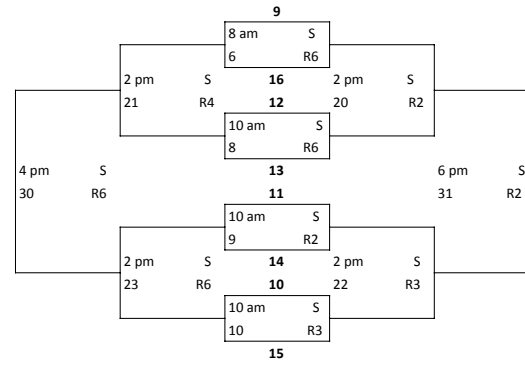 9
8 am S
6 R6
2 pm S 16 2 pm S
21 R4 12 20 R2
10 am S
8 R6
4 pm S 13 6 pm S
30 R6 11 31 R2
10 am S
9 R2
2 pm S 14 2 pm S
23 R6 10 22 R3
10 am S
10 R3
15